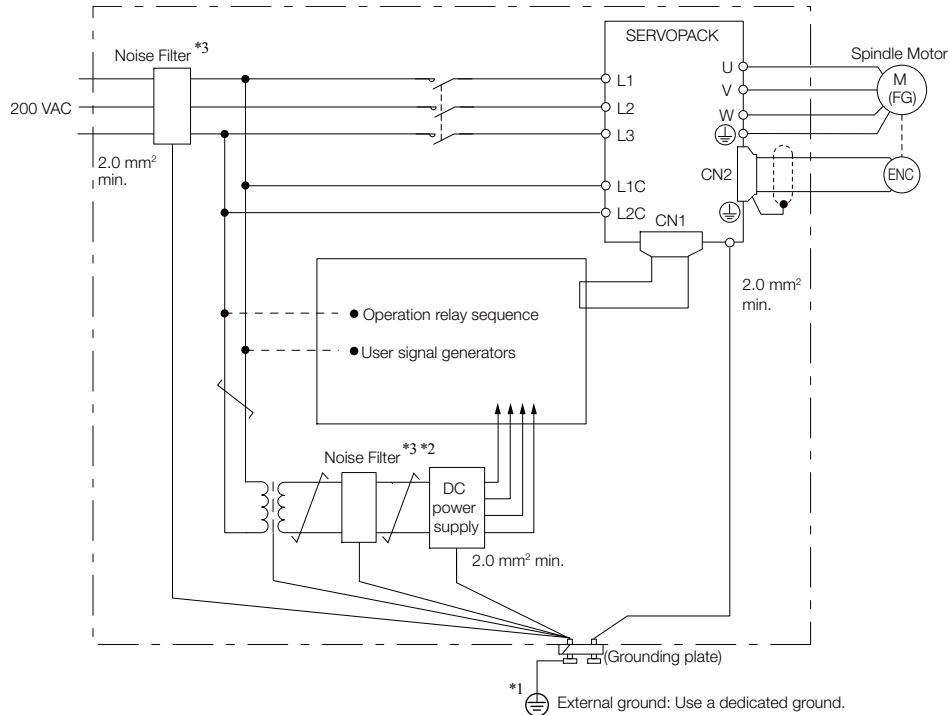 SERVOPACK
Noise Filter *3
Spindle Motor
U
L1
M
(FG)
V
200 VAC
L2
W
L3
2.0 mm² min.
CN2
ENC
L1C
L2C
CN1
2.0 mm² min.
Operation relay sequence
User signal generators
Noise Filter *3 *2
DC
power
supply
2.0 mm² min.
(Grounding plate)
*1
External ground: Use a dedicated ground.